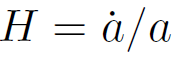 H = ȧ/a